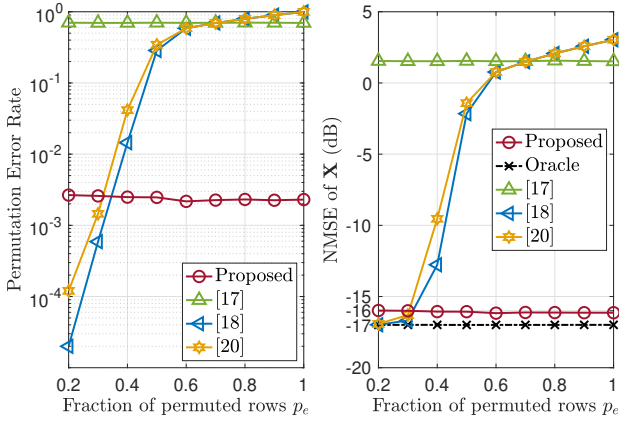 Permutation Error Rate
10^0
10^-1
10^-2
10^-3
10^-4
Proposed
[17]
[18]
[20]
0.2 0.4 0.6 0.8 1
Fraction of permuted rows p_e
NMSE of X (dB)
5
0
-5
-10
-15
-16
-17
-20
Proposed
Oracle
[17]
[18]
[20]
0.2 0.4 0.6 0.8 1
Fraction of permuted rows p_e